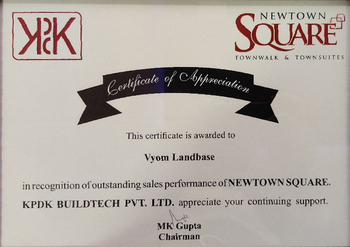 KPdK
NEWTOWN
SQUARE
TOWNWALK & TOWNSUITES
Certificate of Appreciation
This certificate is awarded to
Vyom Landbase
in recognition of outstanding sales performance of NEWTOWN SQUARE.
KPDK BUILDTECH PVT. LTD. appreciate your continuing support.
MK Gupta
Chairman